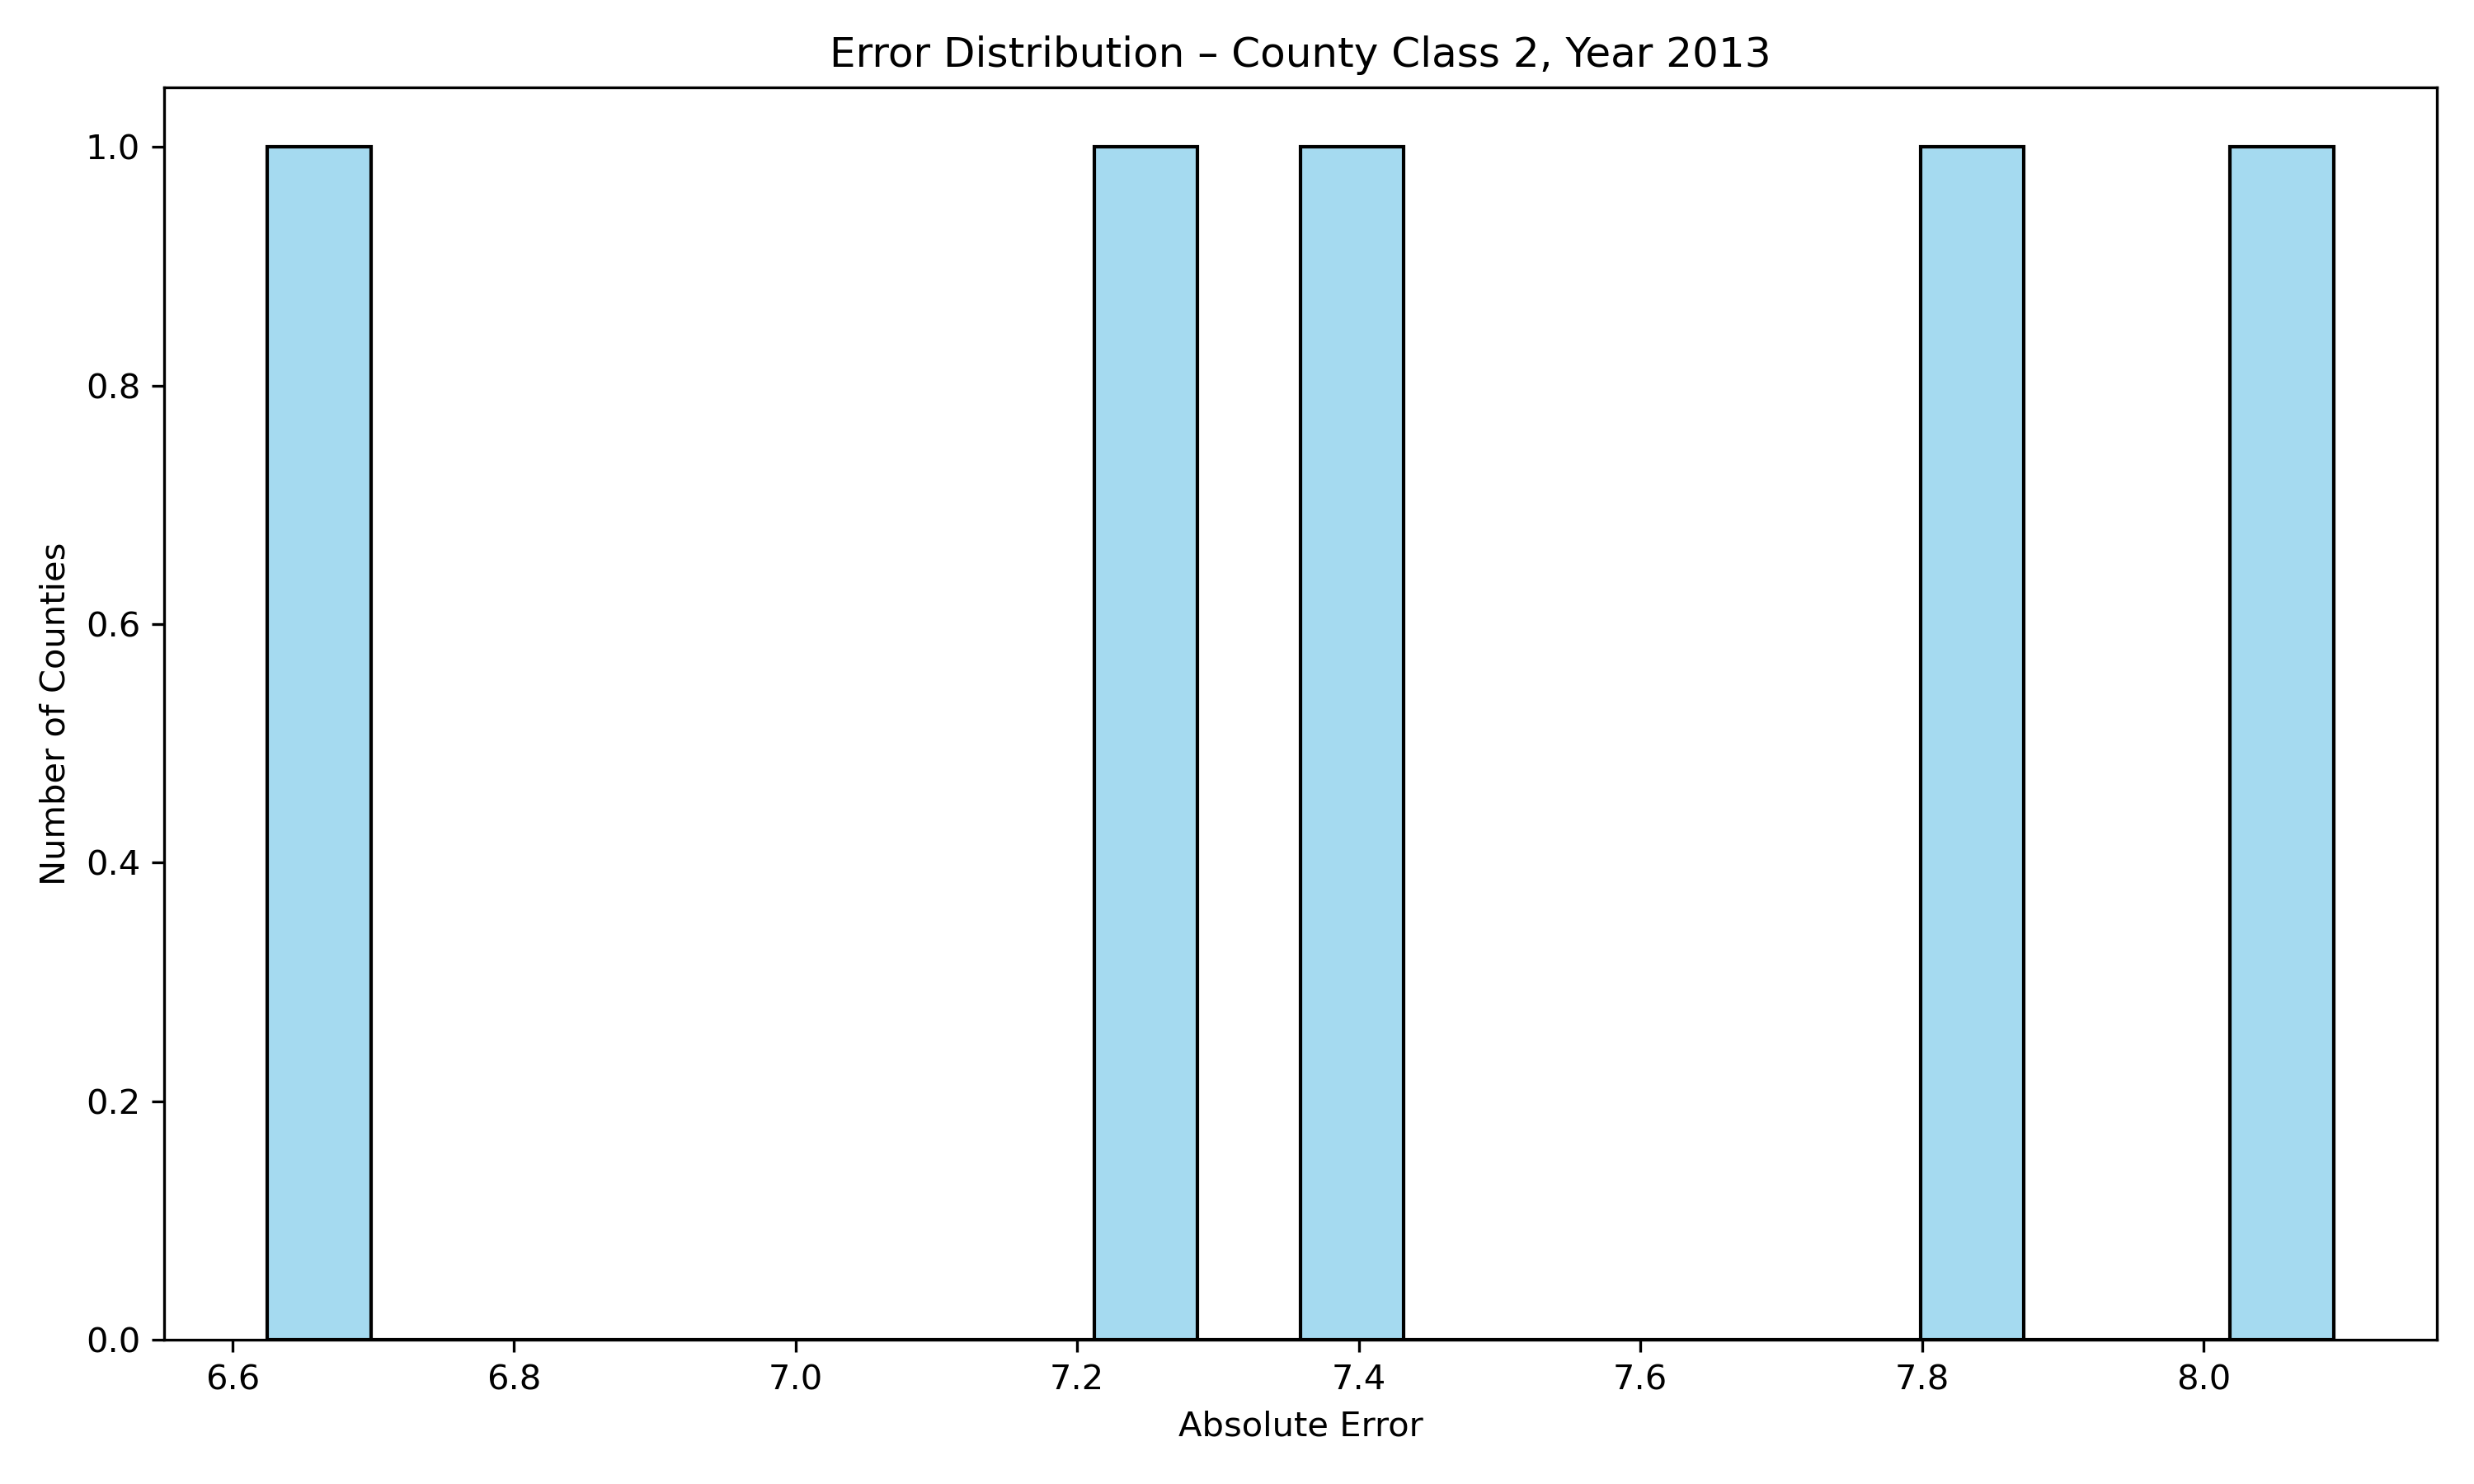 Error Distribution – County Class 2, Year 2013
Number of Counties
1.0
0.8
0.6
0.4
0.2
0.0
6.6 6.8 7.0 7.2 7.4 7.6 7.8 8.0
Absolute Error